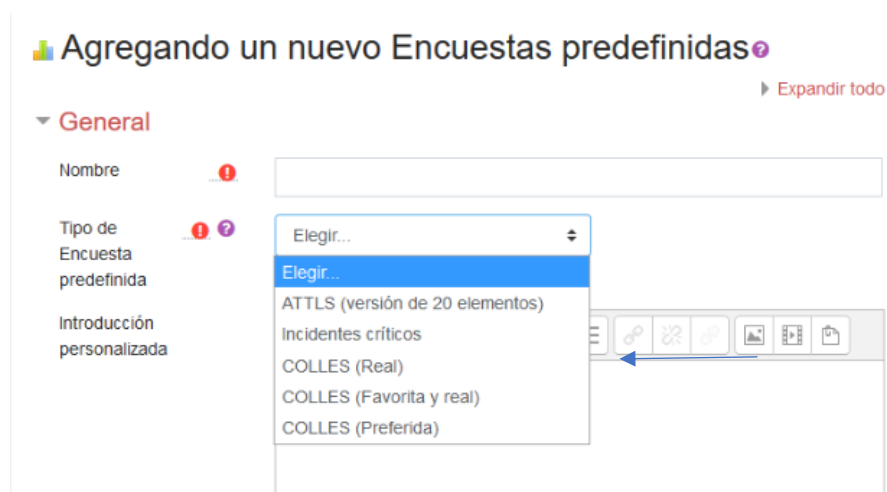 Agregando un nuevo Encuestas predefinidas
Expandir todo
General
Nombre
Tipo de
Encuesta
predefinida
Elegir...
Elegir...
ATTLS (versión de 20 elementos)
Incidentes críticos
COLLES (Real)
COLLES (Favorita y real)
COLLES (Preferida)
Introducción
personalizada